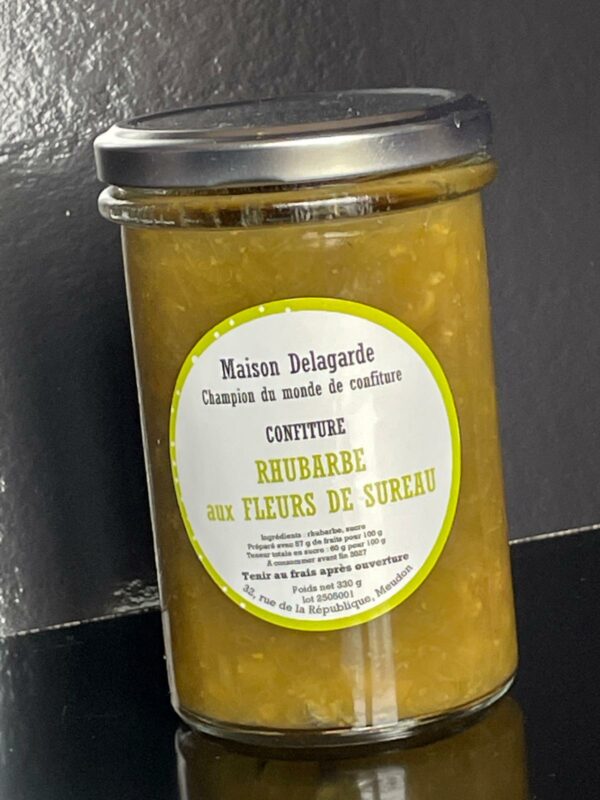 Maison Delagarde
Champion du monde de confiture
CONFITURE
RHUBARBE
aux FLEURS DE SUREAU
Ingrédients : rhubarbe, sucre
Préparé avec 57 g de fruits pour 100 g
Teneur totale en sucre : 60 g pour 100 g
A consommer avant fin 2027
Tenir au frais après ouverture
Poids net 330 g
lot 2505001
32, rue de la République, Meudon